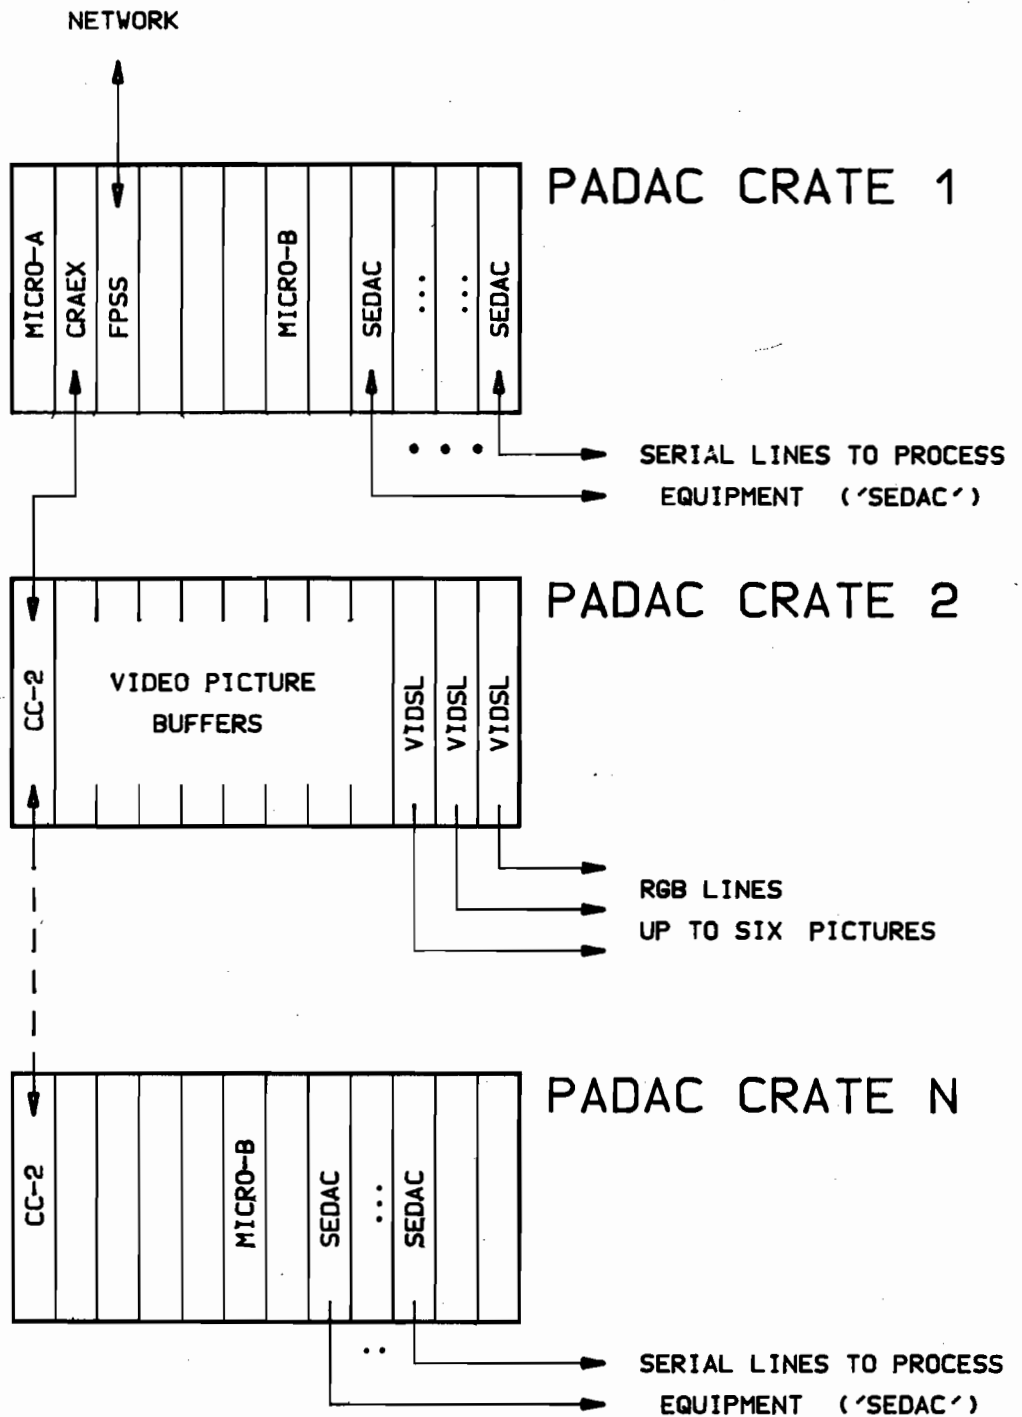 NETWORK
PADAC CRATE 1
MICRO-A
CRAEX
FPSS
MICRO-B
SEDAC
...
...
SEDAC
• • •
SERIAL LINES TO PROCESS
EQUIPMENT ('SEDAC')
PADAC CRATE 2
CC-2
VIDEO PICTURE
BUFFERS
VIDSL
VIDSL
VIDSL
RGB LINES
UP TO SIX PICTURES
PADAC CRATE N
CC-2
MICRO-B
SEDAC
...
SEDAC
..
SERIAL LINES TO PROCESS
EQUIPMENT ('SEDAC')